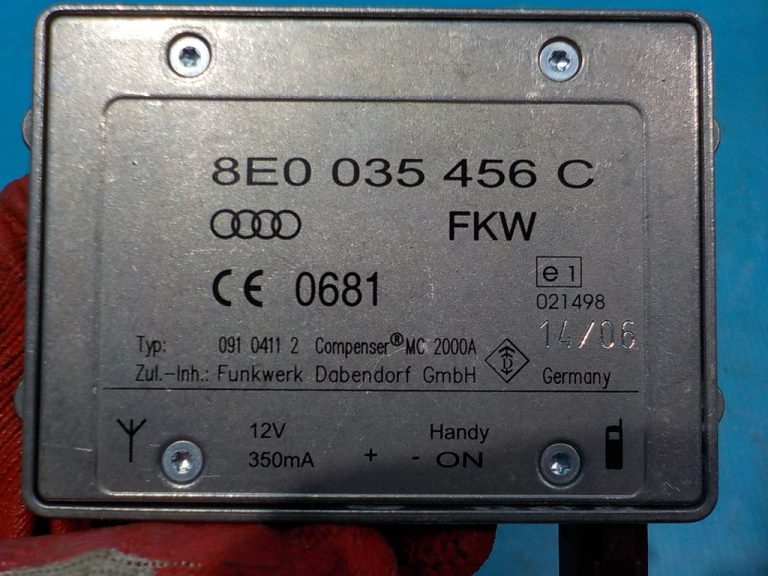 8E0 035 456 C
FKW
CE 0681
e1
021498
14/06
Typ: 091 0411 2 Compenser® MC 2000A
D
Zul.-Inh.: Funkwerk Dabendorf GmbH Germany
12V Handy
350mA + - ON